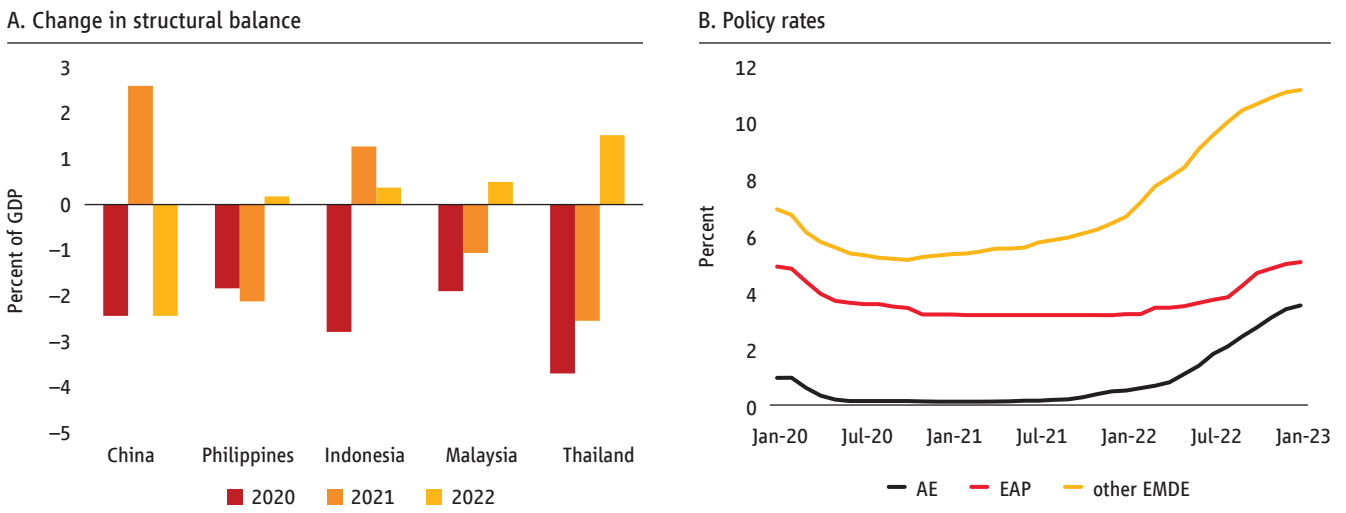 A. Change in structural balance
Percent of GDP
3
2
1
0
–1
–2
–3
–4
–5
China Philippines Indonesia Malaysia Thailand
2020 2021 2022
B. Policy rates
Percent
12
10
8
6
4
2
0
Jan-20 Jul-20 Jan-21 Jul-21 Jan-22 Jul-22 Jan-23
AE EAP other EMDE